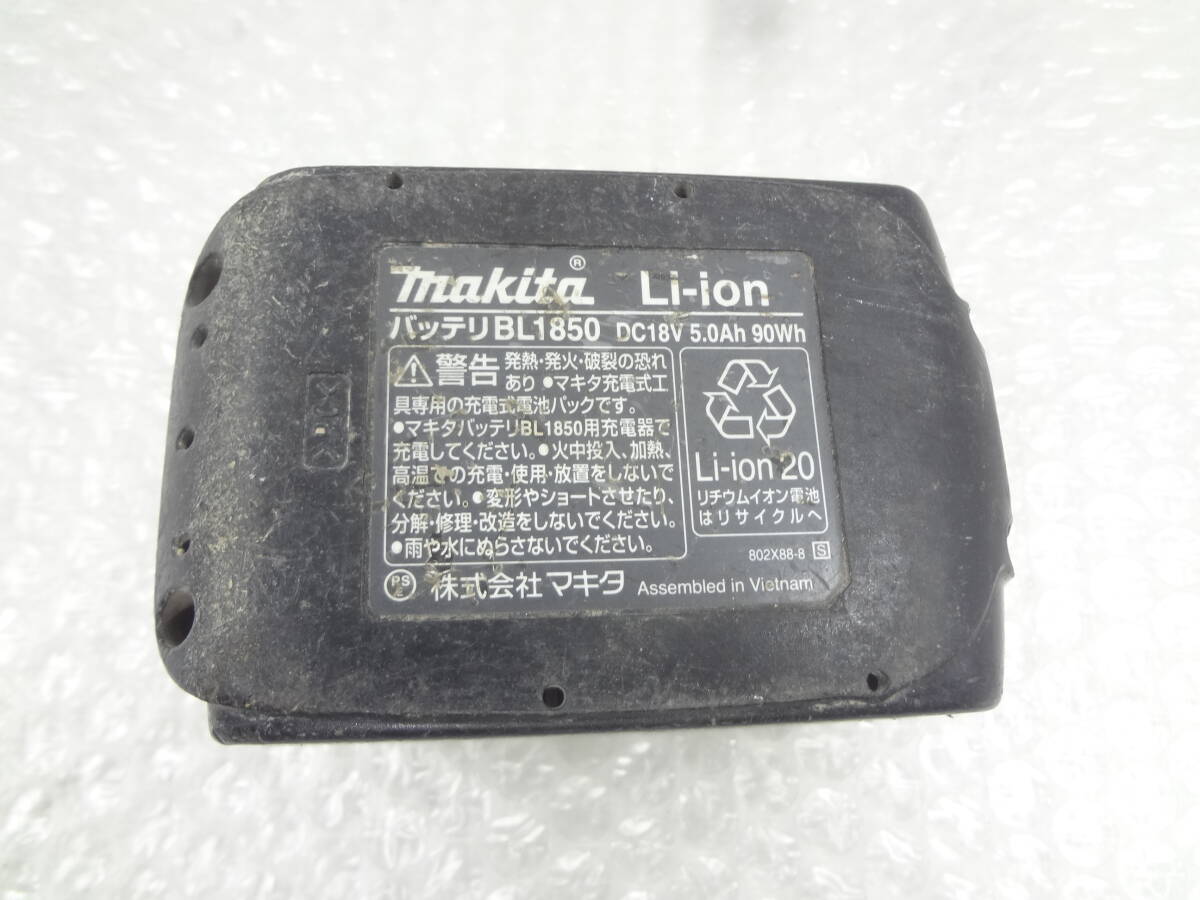 makita® Li-ion
バッテリBL1850 DC18V 5.0Ah 90Wh
警告 発熱・発火・破裂の恐れ
あり ●マキタ充電式工
具専用の充電式電池パックです。
●マキタバッテリBL1850用充電器で
充電してください。●火中投入、加熱、
高温での充電・使用・放置をしないで
ください。●変形やショートさせたり、
分解・修理・改造をしないでください。
●雨や水にぬらさないでください。
Li-ion 20
リチウムイオン電池
はリサイクルへ
802X88-8 S
PS E 株式会社マキタ Assembled in Vietnam